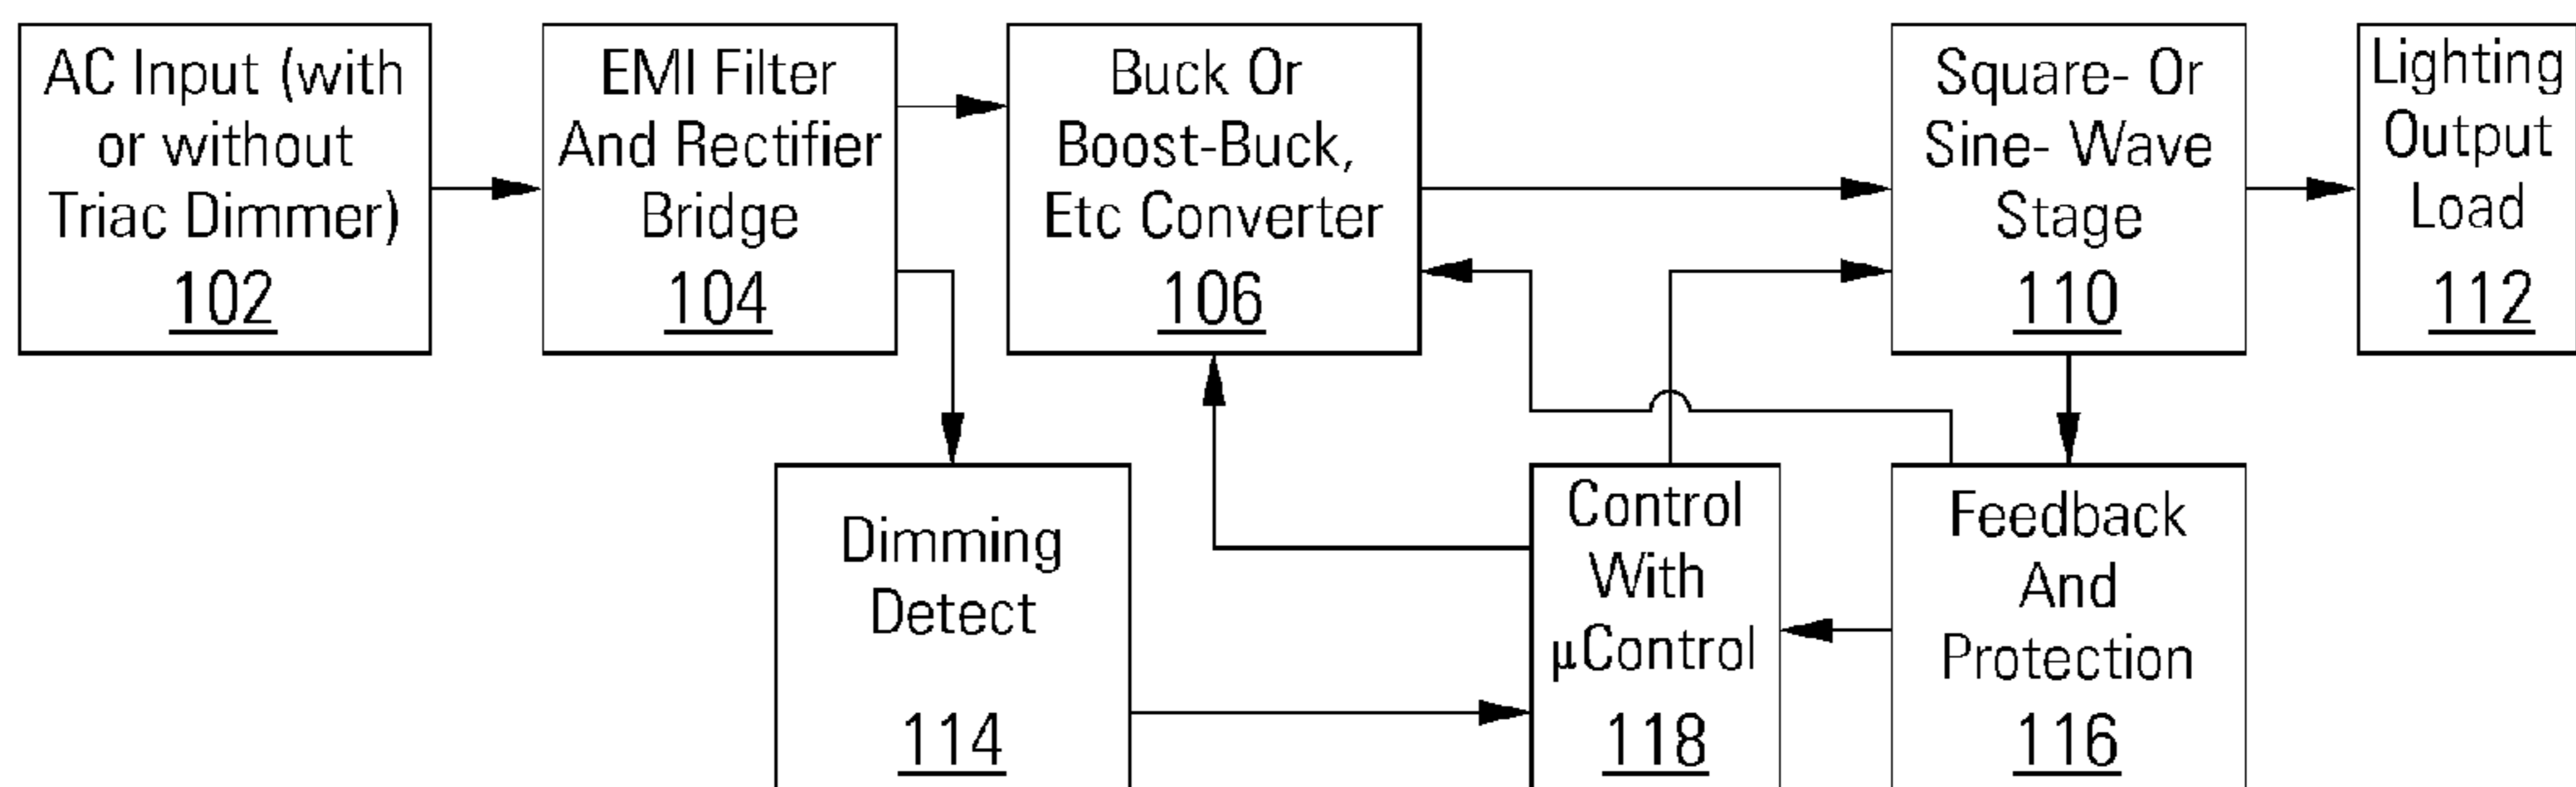 AC Input (with
or without
Triac Dimmer)
102
EMI Filter
And Rectifier
Bridge
104
Buck Or
Boost-Buck,
Etc Converter
106
Square- Or
Sine- Wave
Stage
110
Lighting
Output
Load
112
Dimming
Detect
114
Control
With
μControl
118
Feedback
And
Protection
116